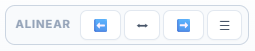 ALINEAR ⬅️ ↔ ➡️ ☰